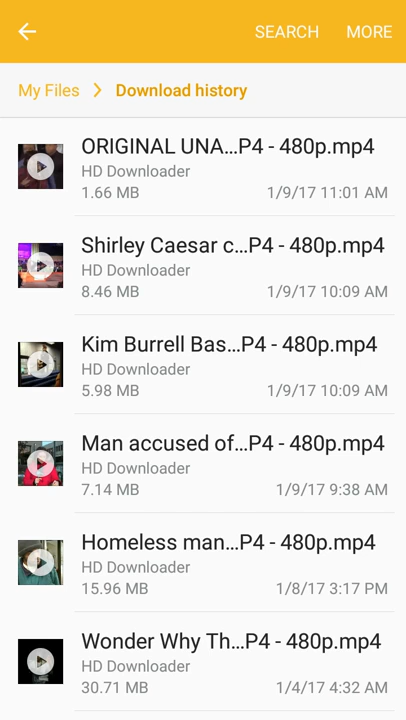 SEARCH MORE
My Files > Download history
ORIGINAL UNA...P4 - 480p.mp4
HD Downloader
1.66 MB 1/9/17 11:01 AM
Shirley Caesar c...P4 - 480p.mp4
HD Downloader
8.46 MB 1/9/17 10:09 AM
Kim Burrell Bas...P4 - 480p.mp4
HD Downloader
5.98 MB 1/9/17 10:09 AM
Man accused of...P4 - 480p.mp4
HD Downloader
7.14 MB 1/9/17 9:38 AM
Homeless man...P4 - 480p.mp4
HD Downloader
15.96 MB 1/8/17 3:17 PM
Wonder Why Th...P4 - 480p.mp4
HD Downloader
30.71 MB 1/4/17 4:32 AM